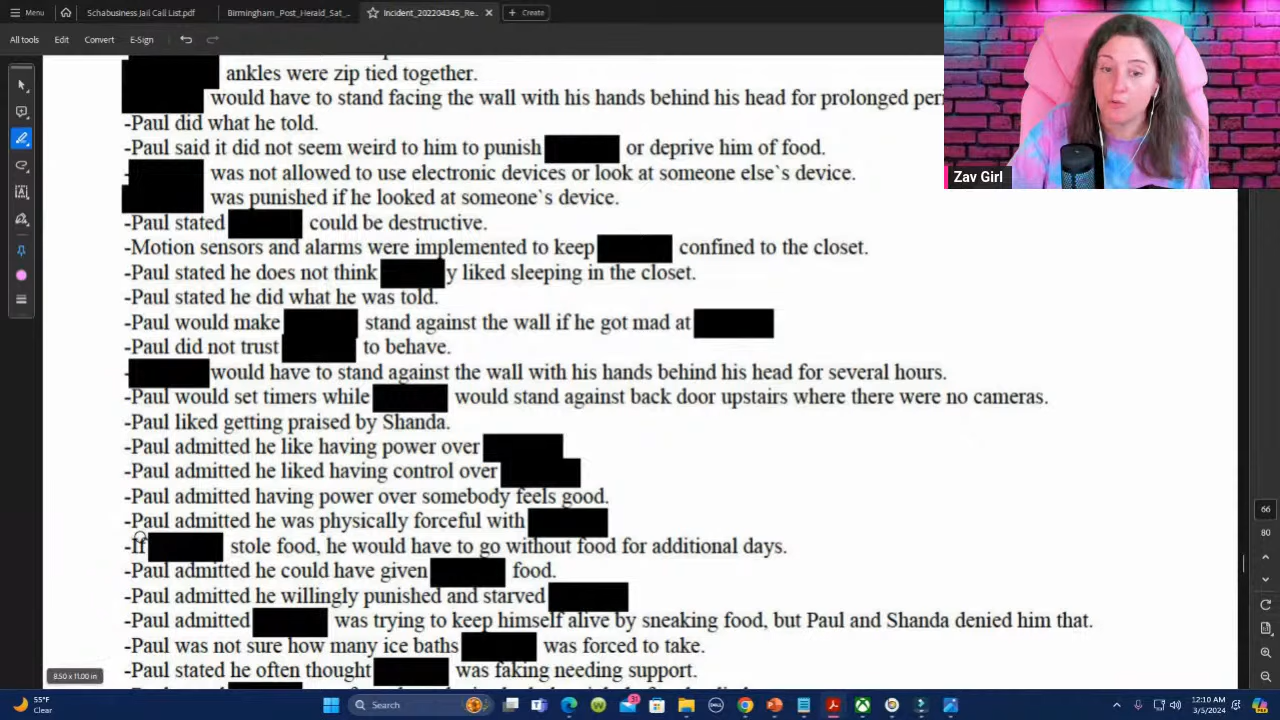 Menu
Schabusiness Jail Call List.pdf
Birmingham_Post_Herald_Sat_...
Incident_202204345_Re...
Create
All tools Edit Convert E-Sign
ankles were zip tied together.
would have to stand facing the wall with his hands behind his head for prolonged
-Paul did what he told.
-Paul said it did not seem weird to him to punish or deprive him of food.
was not allowed to use electronic devices or look at someone else`s device.
was punished if he looked at someone`s device.
-Paul stated could be destructive.
-Motion sensors and alarms were implemented to keep confined to the closet.
-Paul stated he does not think y liked sleeping in the closet.
-Paul stated he did what he was told.
-Paul would make stand against the wall if he got mad at
-Paul did not trust to behave.
- would have to stand against the wall with his hands behind his head for several hours.
-Paul would set timers while would stand against back door upstairs where there were no cameras.
-Paul liked getting praised by Shanda.
-Paul admitted he like having power over
-Paul admitted he liked having control over
-Paul admitted having power over somebody feels good.
-Paul admitted he was physically forceful with
-If stole food, he would have to go without food for additional days.
-Paul admitted he could have given food.
-Paul admitted he willingly punished and starved
-Paul admitted was trying to keep himself alive by sneaking food, but Paul and Shanda denied him that.
-Paul was not sure how many ice baths was forced to take.
-Paul stated he often thought was faking needing support.
Zav Girl
66
80
8.50 x 11.00 in
55°F
Clear
Search
31
12:10 AM
3/5/2024